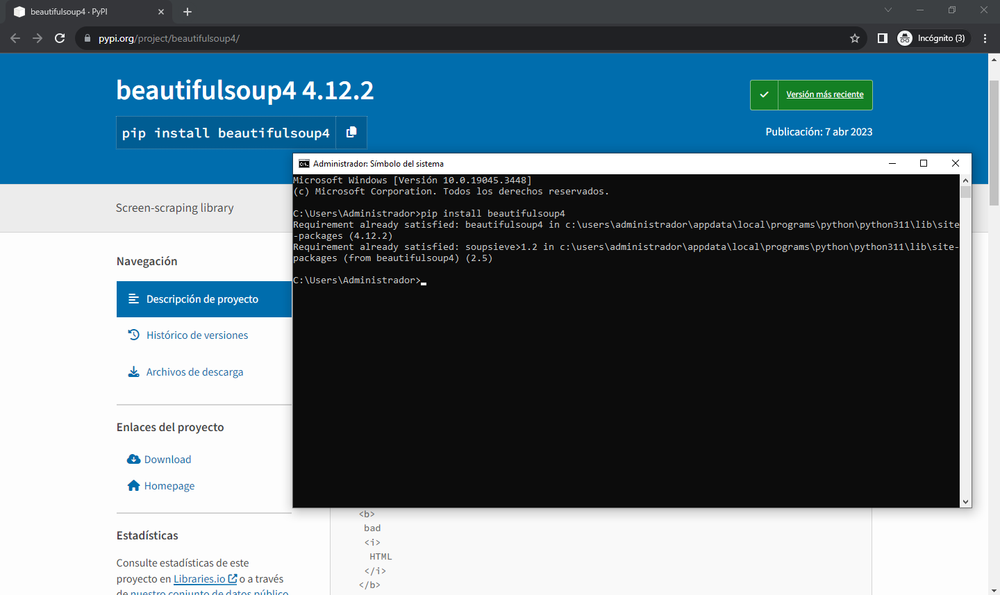 beautifulsoup4 · PyPI
pypi.org/project/beautifulsoup4/
Incógnito (3)
beautifulsoup4 4.12.2
Versión más reciente
pip install beautifulsoup4
Publicación: 7 abr 2023
Administrador: Símbolo del sistema
Microsoft Windows [Versión 10.0.19045.3448]
(c) Microsoft Corporation. Todos los derechos reservados.
C:\Users\Administrador>pip install beautifulsoup4
Requirement already satisfied: beautifulsoup4 in c:\users\administrador\appdata\local\programs\python\python311\lib\site
-packages (4.12.2)
Requirement already satisfied: soupsieve>1.2 in c:\users\administrador\appdata\local\programs\python\python311\lib\site-
packages (from beautifulsoup4) (2.5)
C:\Users\Administrador>
Screen-scraping library
Navegación
Descripción de proyecto
Histórico de versiones
Archivos de descarga
Enlaces del proyecto
Download
Homepage
Estadísticas
Consulte estadísticas de este
proyecto en Libraries.io o a través
de nuestro conjunto de datos público
<b>
bad
<i>
HTML
</i>
</b>